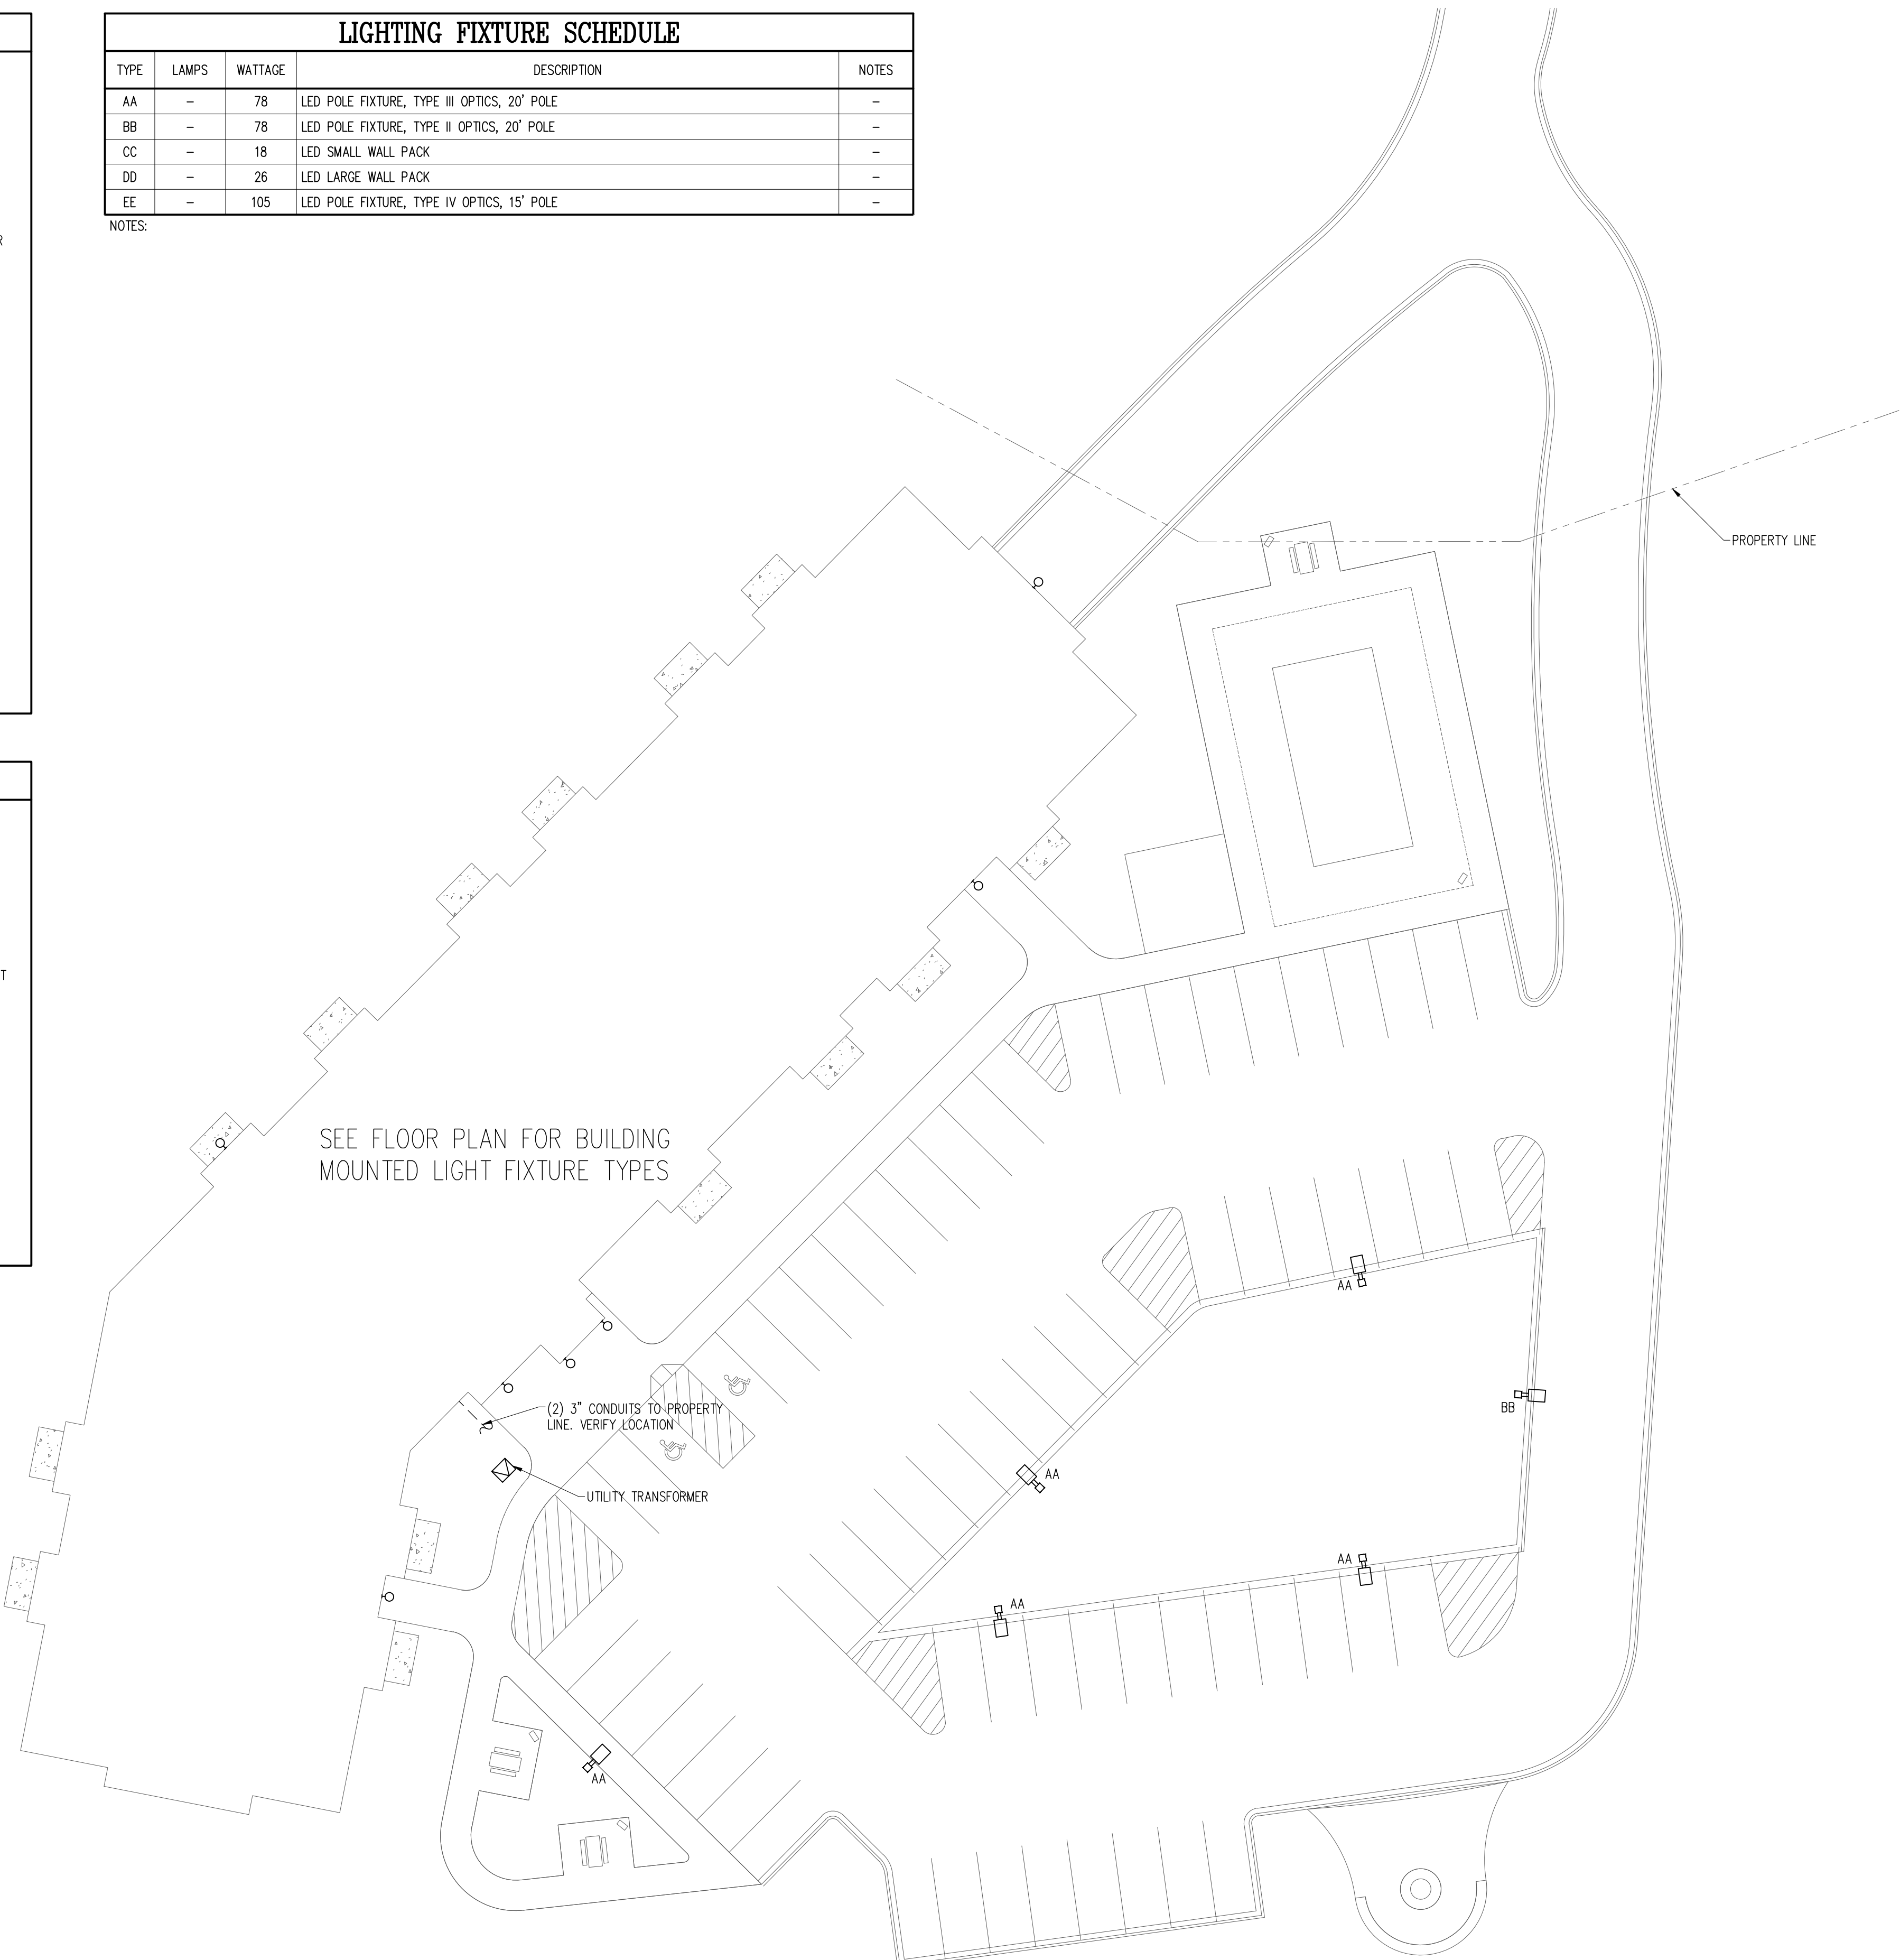 LIGHTING FIXTURE SCHEDULE
TYPE LAMPS WATTAGE DESCRIPTION NOTES
AA – 78 LED POLE FIXTURE, TYPE III OPTICS, 20' POLE –
BB – 78 LED POLE FIXTURE, TYPE II OPTICS, 20' POLE –
CC – 18 LED SMALL WALL PACK –
DD – 26 LED LARGE WALL PACK –
EE – 105 LED POLE FIXTURE, TYPE IV OPTICS, 15' POLE –
NOTES:
R
PROPERTY LINE
T
SEE FLOOR PLAN FOR BUILDING
MOUNTED LIGHT FIXTURE TYPES
AA
(2) 3" CONDUITS TO PROPERTY
LINE. VERIFY LOCATION
BB
AA
UTILITY TRANSFORMER
AA
AA
AA